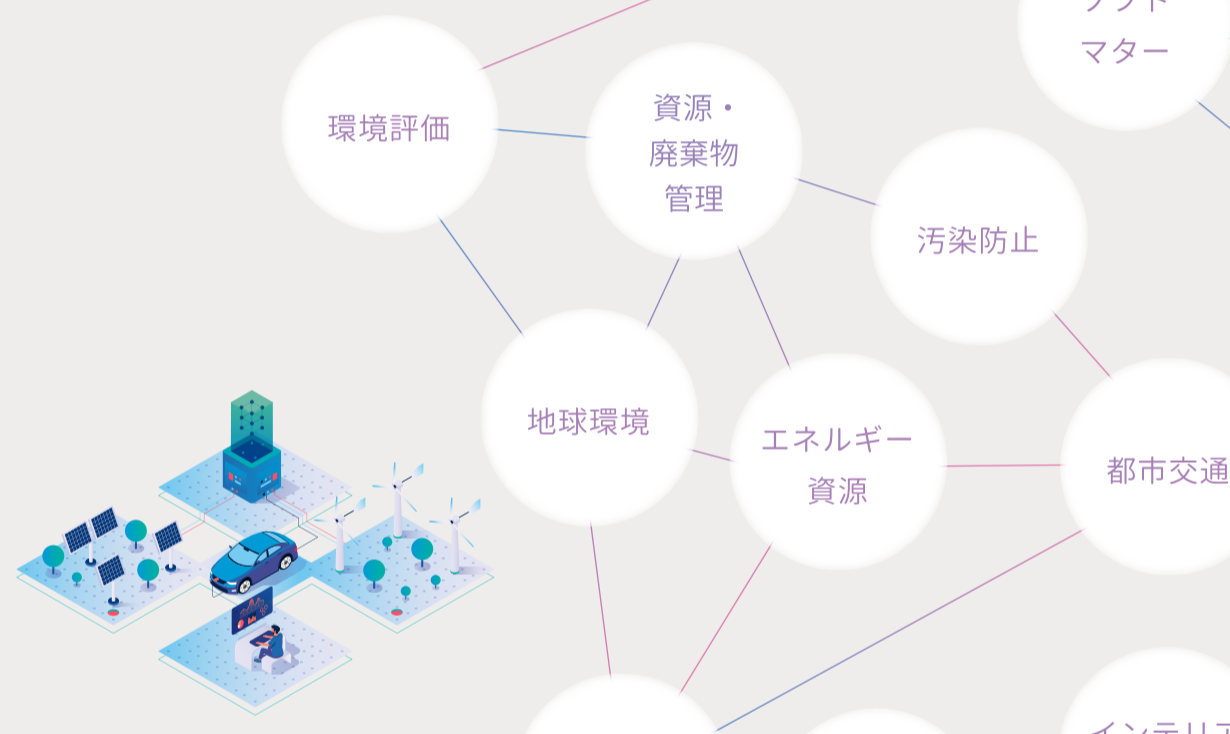 マター
環境評価
資源・
廃棄物
管理
汚染防止
地球環境
エネルギー
資源
都市交通